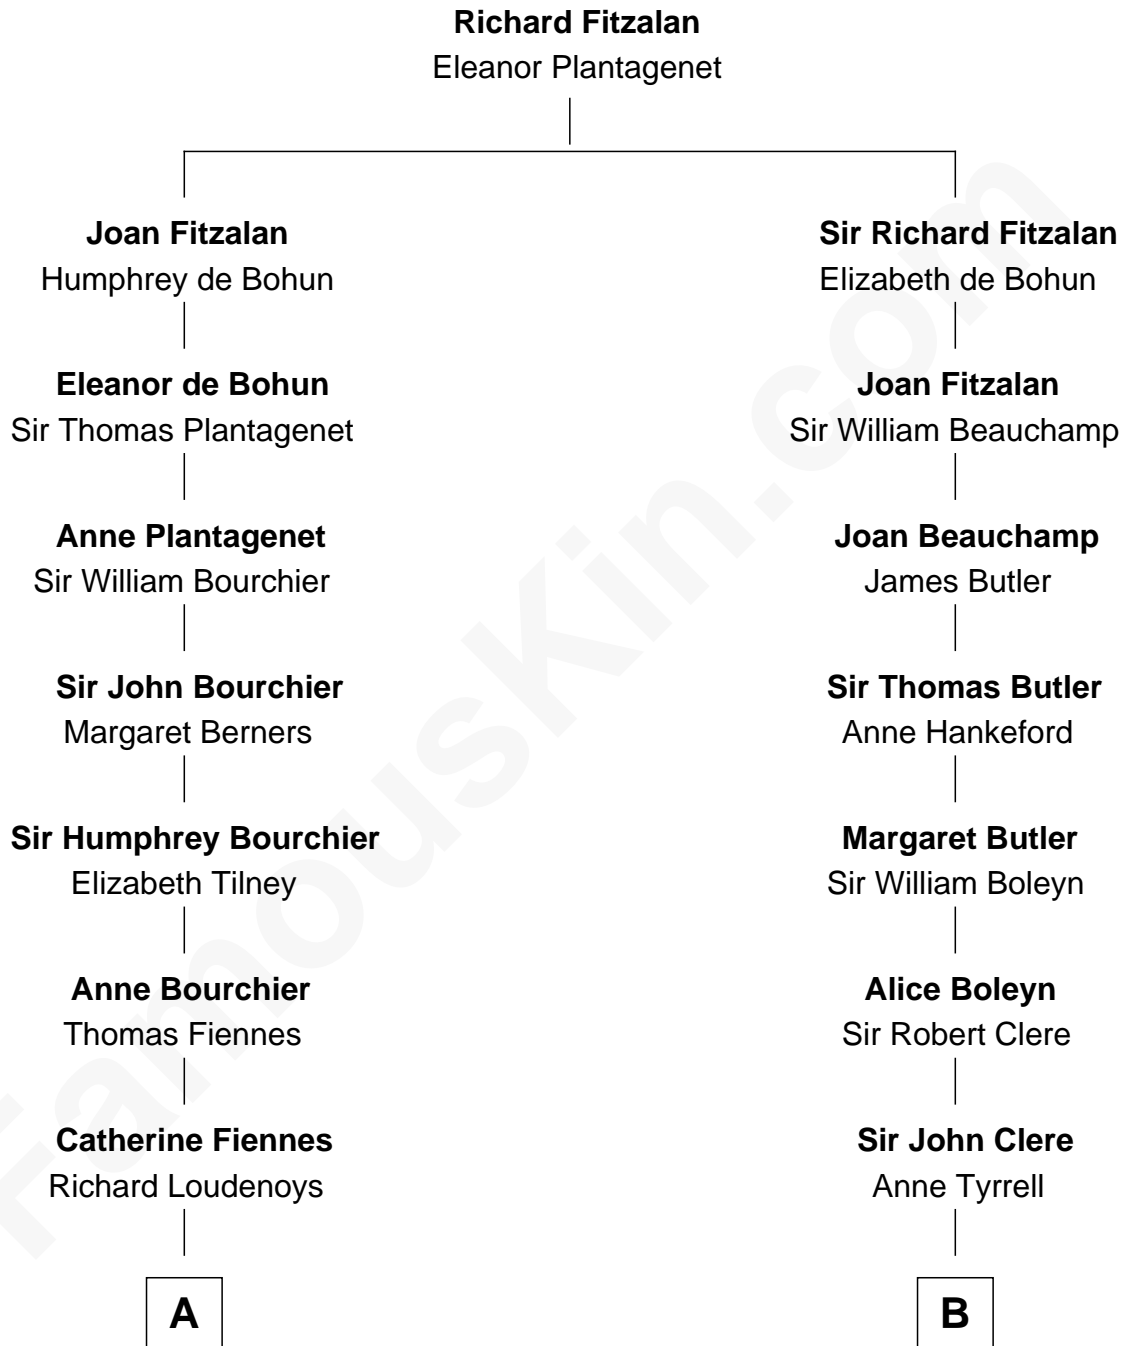 Richard Fitzalan
Eleanor Plantagenet
Joan Fitzalan
Humphrey de Bohun
Sir Richard Fitzalan
Elizabeth de Bohun
Eleanor de Bohun
Sir Thomas Plantagenet
Joan Fitzalan
Sir William Beauchamp
Anne Plantagenet
Sir William Bourchier
Joan Beauchamp
James Butler
Sir John Bourchier
Margaret Berners
Sir Thomas Butler
Anne Hankeford
Sir Humphrey Bourchier
Elizabeth Tilney
Margaret Butler
Sir William Boleyn
Anne Bourchier
Thomas Fiennes
Alice Boleyn
Sir Robert Clere
Catherine Fiennes
Richard Loudenoys
Sir John Clere
Anne Tyrrell
A
B
FamousKin.com